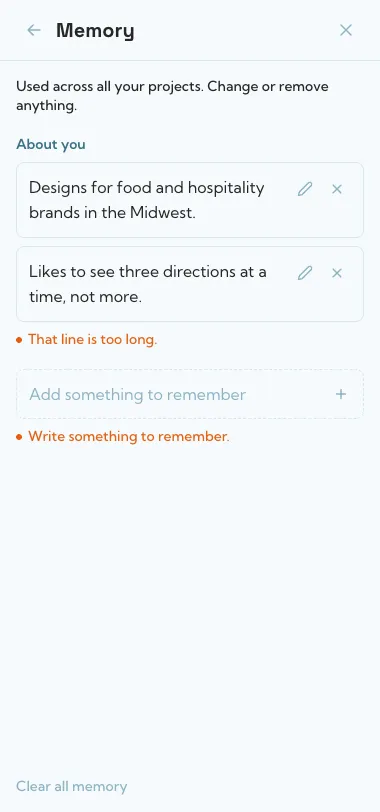 Memory
Used across all your projects. Change or remove
anything.
About you
Designs for food and hospitality
brands in the Midwest.
Likes to see three directions at a
time, not more.
That line is too long.
Add something to remember
Write something to remember.
Clear all memory